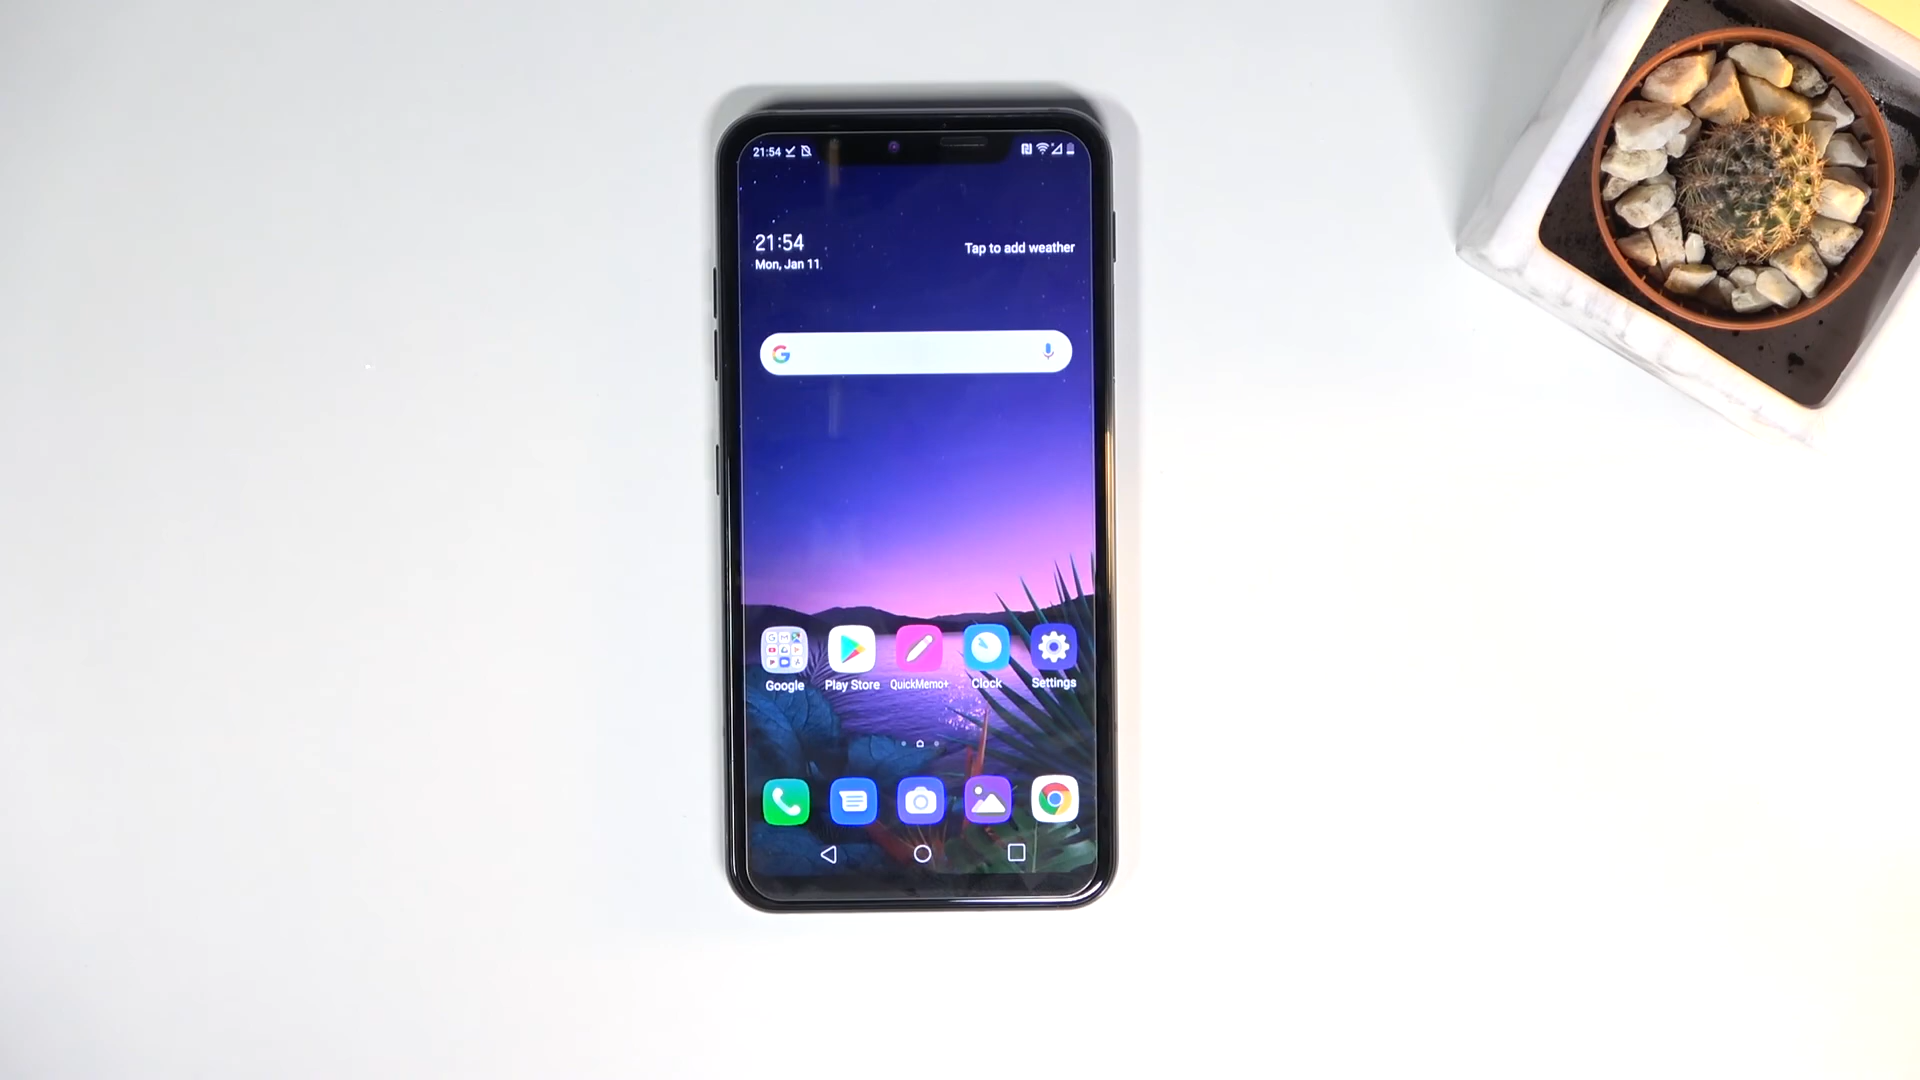 21:54
21:54
Mon, Jan 11
Tap to add weather
Google
Play Store
QuickMemo+
Clock
Settings